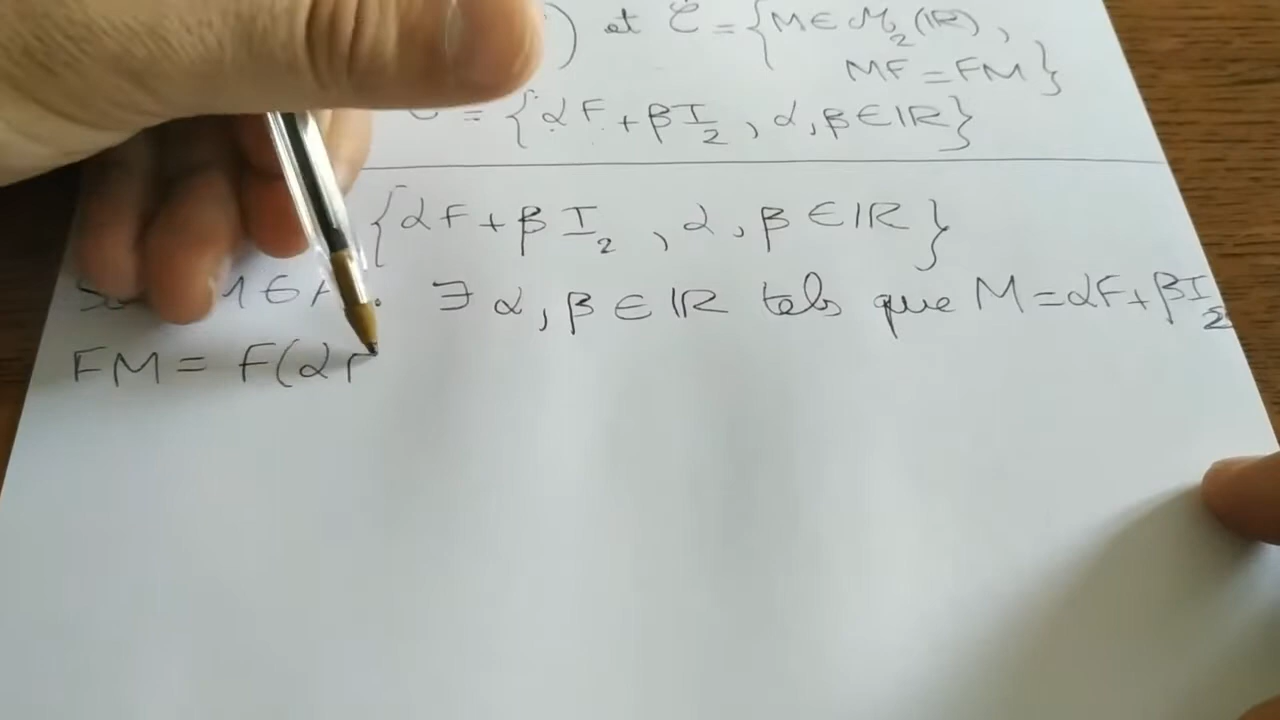 ) et C = {M ∈ M₂(ℝ),
MF = FM}
= {αF + βI₂, α, β ∈ ℝ}
{αF + βI₂, α, β ∈ ℝ}
∃ α, β ∈ ℝ tels que M = αF + βI₂
FM = F(α